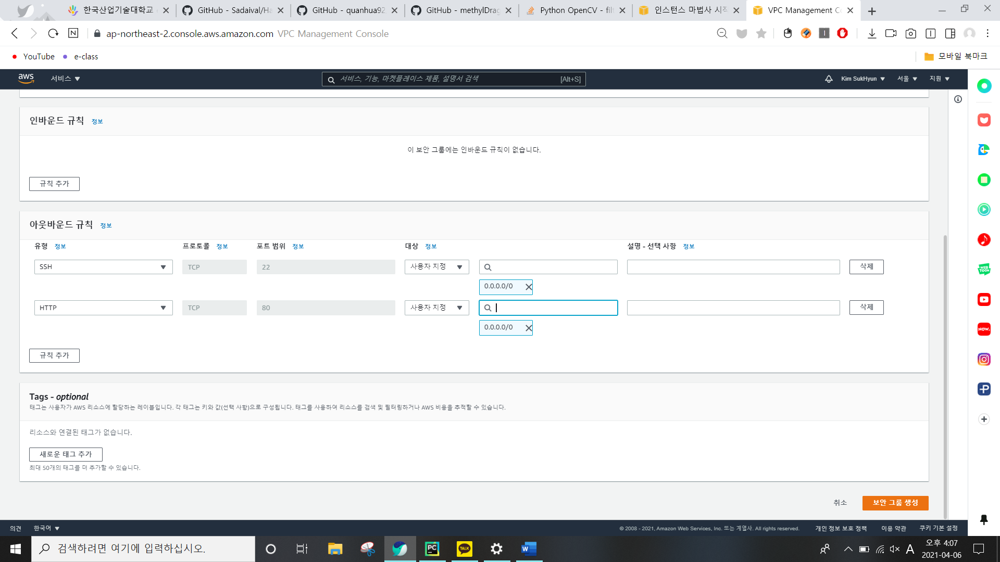 한국산업기술대학교
GitHub - Sadaival/Ha
GitHub - quanhua92
GitHub - methylDrag
Python OpenCV - filt
인스턴스 마법사 시작
VPC Management Co
ap-northeast-2.console.aws.amazon.com VPC Management Console
YouTube
e-class
모바일 북마크
aws
서비스
서비스, 기능, 마켓플레이스 제품, 설명서 검색
[Alt+S]
Kim SukHyun
서울
지원
인바운드 규칙 정보
이 보안 그룹에는 인바운드 규칙이 없습니다.
규칙 추가
아웃바운드 규칙 정보
유형 정보 프로토콜 정보 포트 범위 정보 대상 정보 설명 - 선택 사항 정보
SSH TCP 22 사용자 지정 삭제
0.0.0.0/0
HTTP TCP 80 사용자 지정 삭제
0.0.0.0/0
규칙 추가
Tags - optional
태그는 사용자가 AWS 리소스에 할당하는 레이블입니다. 각 태그는 키와 값(선택 사항)으로 구성됩니다. 태그를 사용하여 리소스를 검색 및 필터링하거나 AWS 비용을 추적할 수 있습니다.
리소스와 연결된 태그가 없습니다.
새로운 태그 추가
최대 50개의 태그를 더 추가할 수 있습니다.
취소 보안 그룹 생성
의견 한국어
© 2008 - 2021, Amazon Web Services, Inc. 또는 계열사. All rights reserved. 개인 정보 보호 정책 이용 약관 쿠키 기본 설정
WEB
TOON
NOW.
검색하려면 여기에 입력하십시오.
PC
TALK
W
A
오후 4:07
2021-04-06